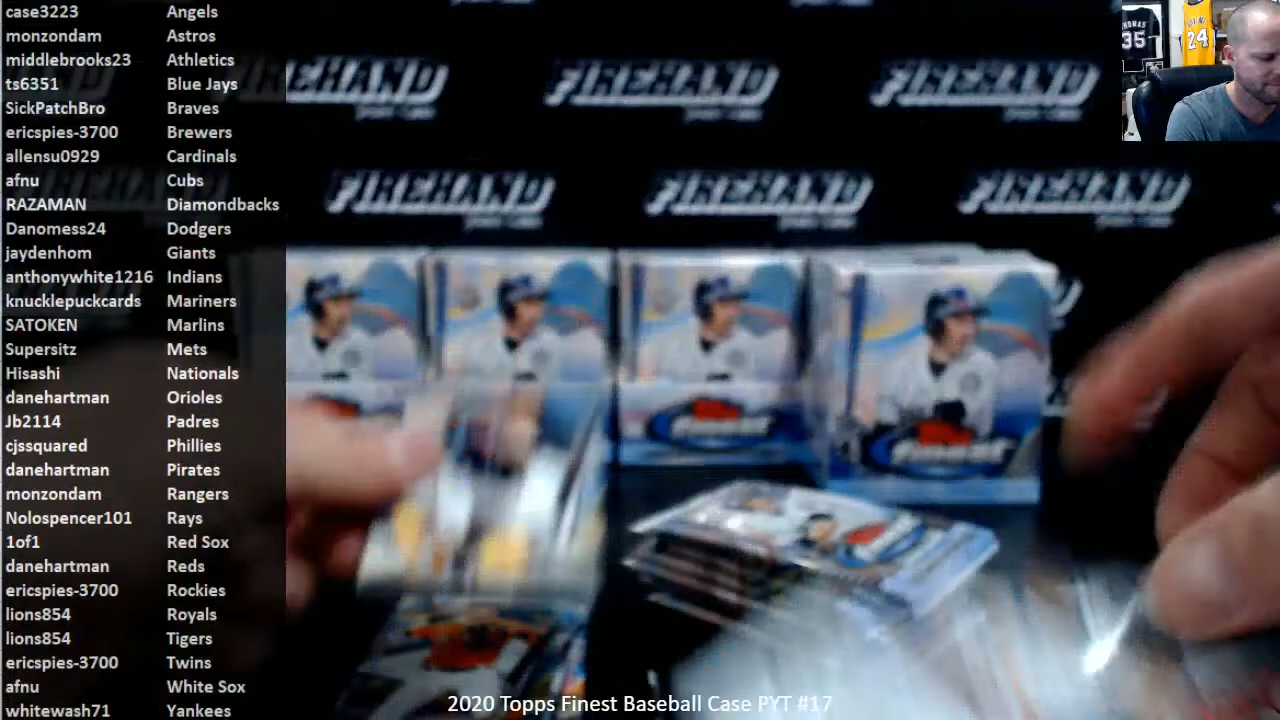 case3223 Angels
monzondam Astros
middlebrooks23 Athletics
ts6351 Blue Jays
SickPatchBro Braves
ericspies-3700 Brewers
allensu0929 Cardinals
afnu Cubs
RAZAMAN Diamondbacks
Danomess24 Dodgers
jaydenhom Giants
anthonywhite1216 Indians
knucklepuckcards Mariners
SATOKEN Marlins
Supersitz Mets
Hisashi Nationals
danehartman Orioles
Jb2114 Padres
cjssquared Phillies
danehartman Pirates
monzondam Rangers
Nolospencer101 Rays
1of1 Red Sox
danehartman Reds
ericspies-3700 Rockies
lions854 Royals
lions854 Tigers
ericspies-3700 Twins
afnu White Sox
whitewash71 Yankees
FIREHAND FIREHAND FIREHAND
FIREHAND FIREHAND FIREHAND
35
24
finest finest
2020 Topps Finest Baseball Case PYT #17